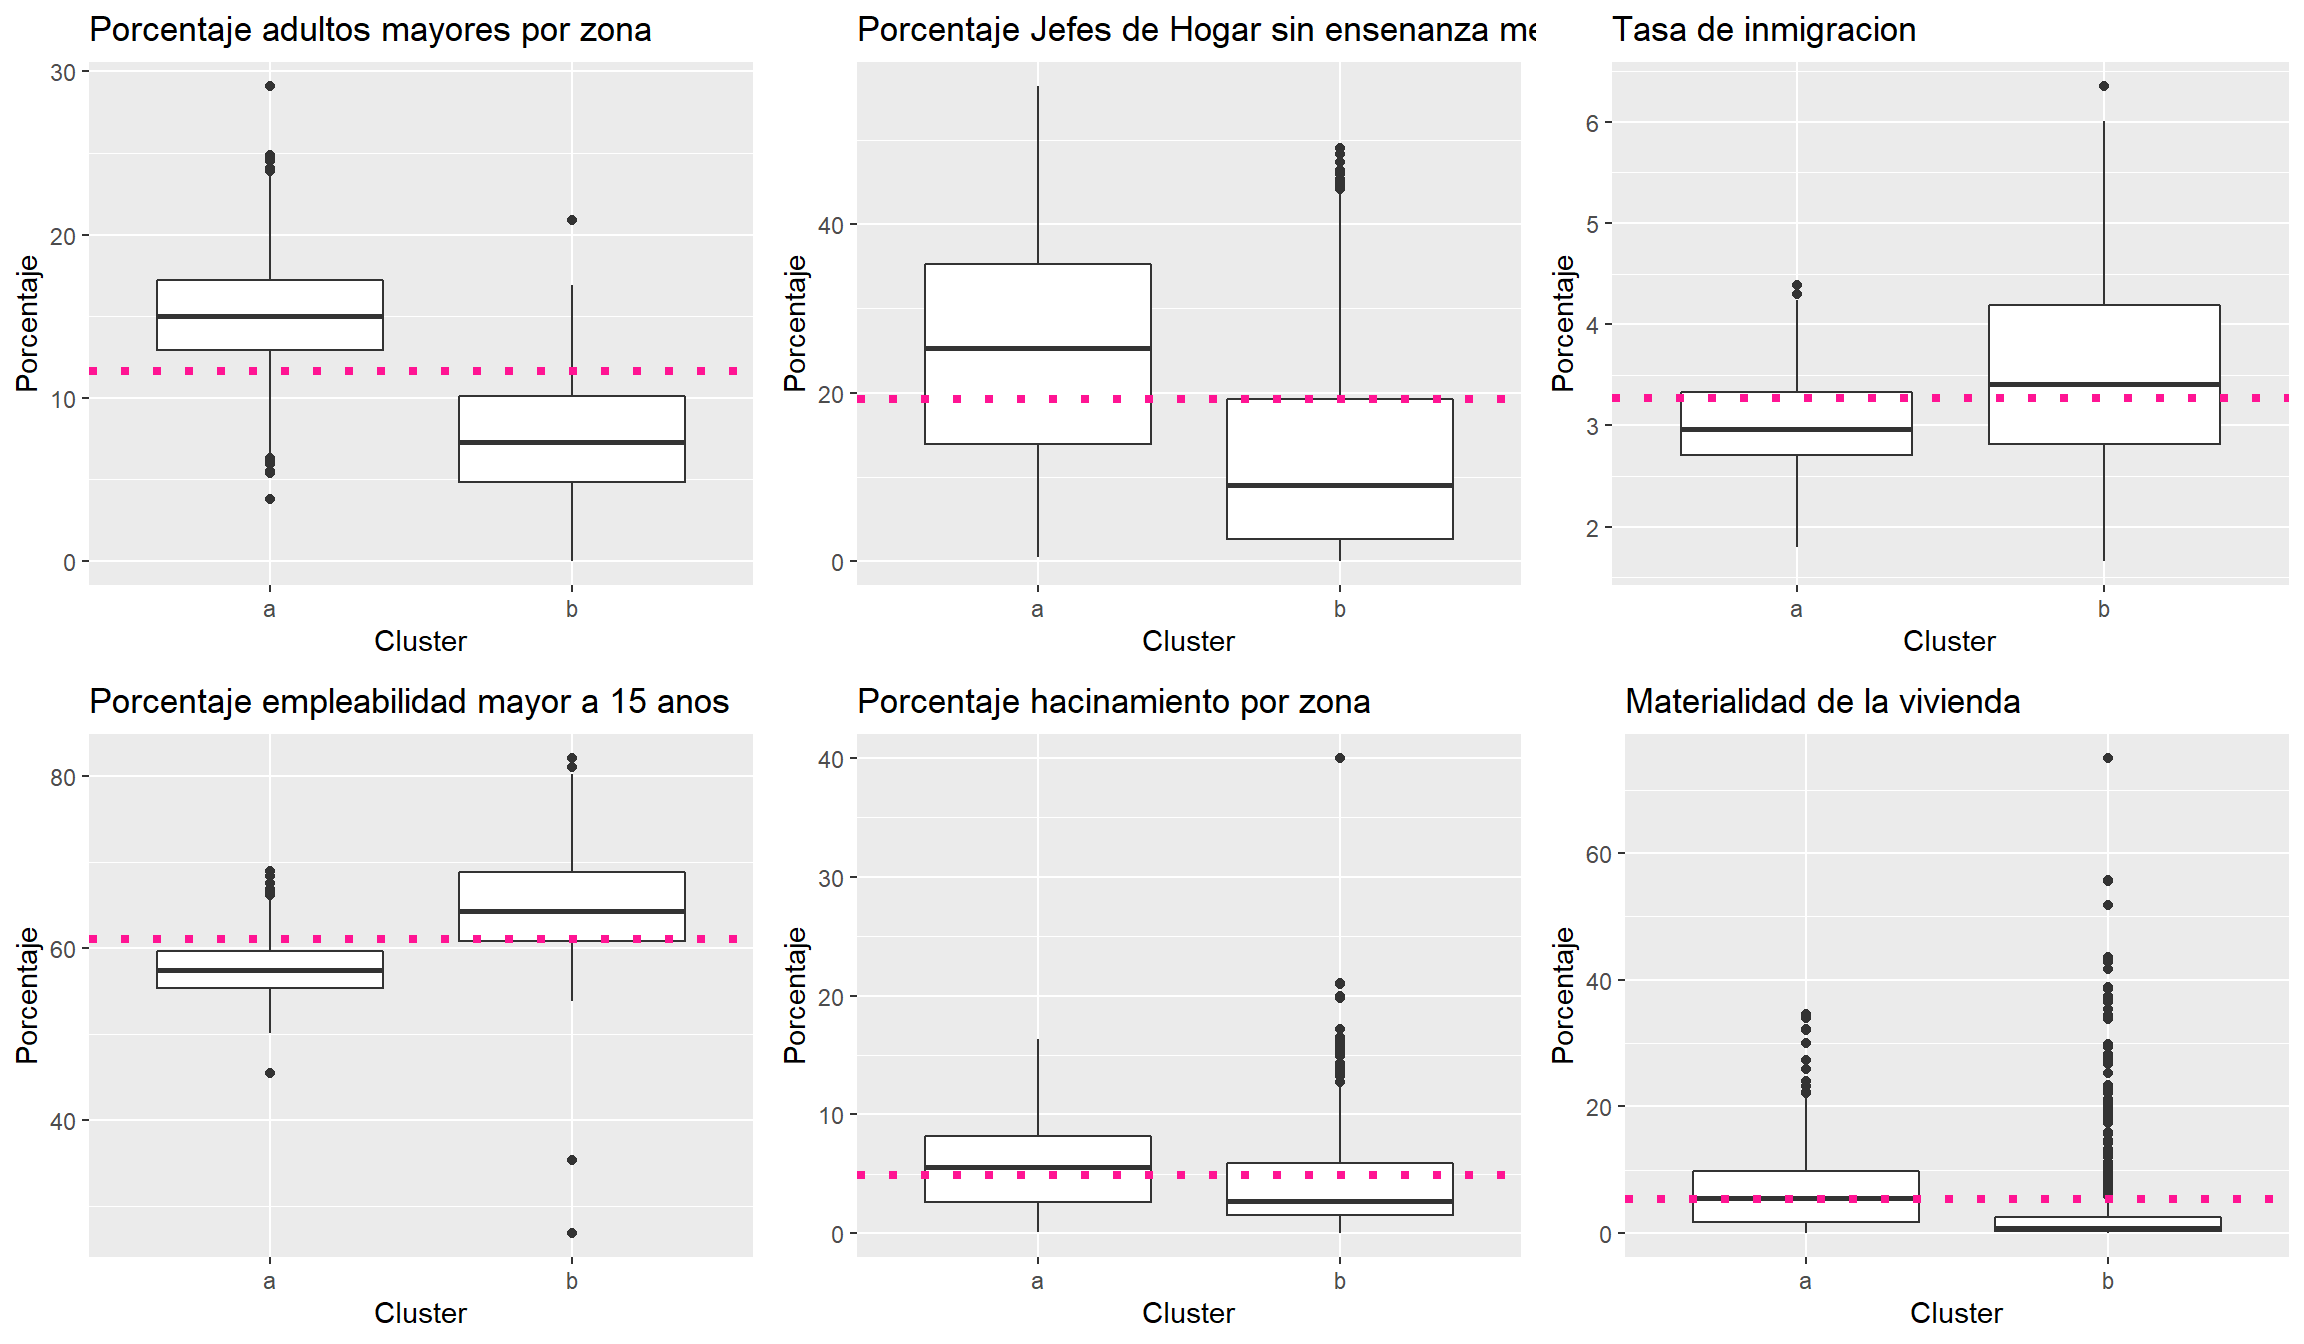 Porcentaje adultos mayores por zona
30
20
10
0
Porcentaje
a
b
Cluster
Porcentaje Jefes de Hogar sin ensenanza me
40
20
0
Porcentaje
a
b
Cluster
Tasa de inmigracion
6
5
4
3
2
Porcentaje
a
b
Cluster
Porcentaje empleabilidad mayor a 15 anos
80
60
40
Porcentaje
a
b
Cluster
Porcentaje hacinamiento por zona
40
30
20
10
0
Porcentaje
a
b
Cluster
Materialidad de la vivienda
60
40
20
0
Porcentaje
a
b
Cluster